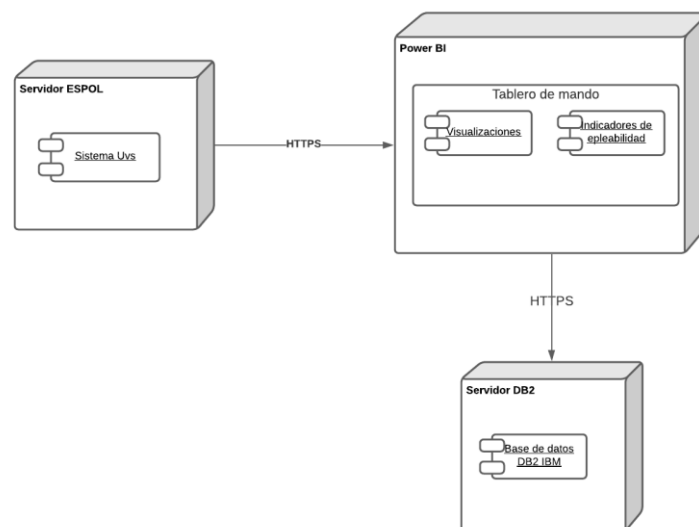 Power BI
Servidor ESPOL
Tablero de mando
Visualizaciones
Indicadores de
epleabilidad
Sistema Uvs
HTTPS
HTTPS
Servidor DB2
Base de datos
DB2 IBM